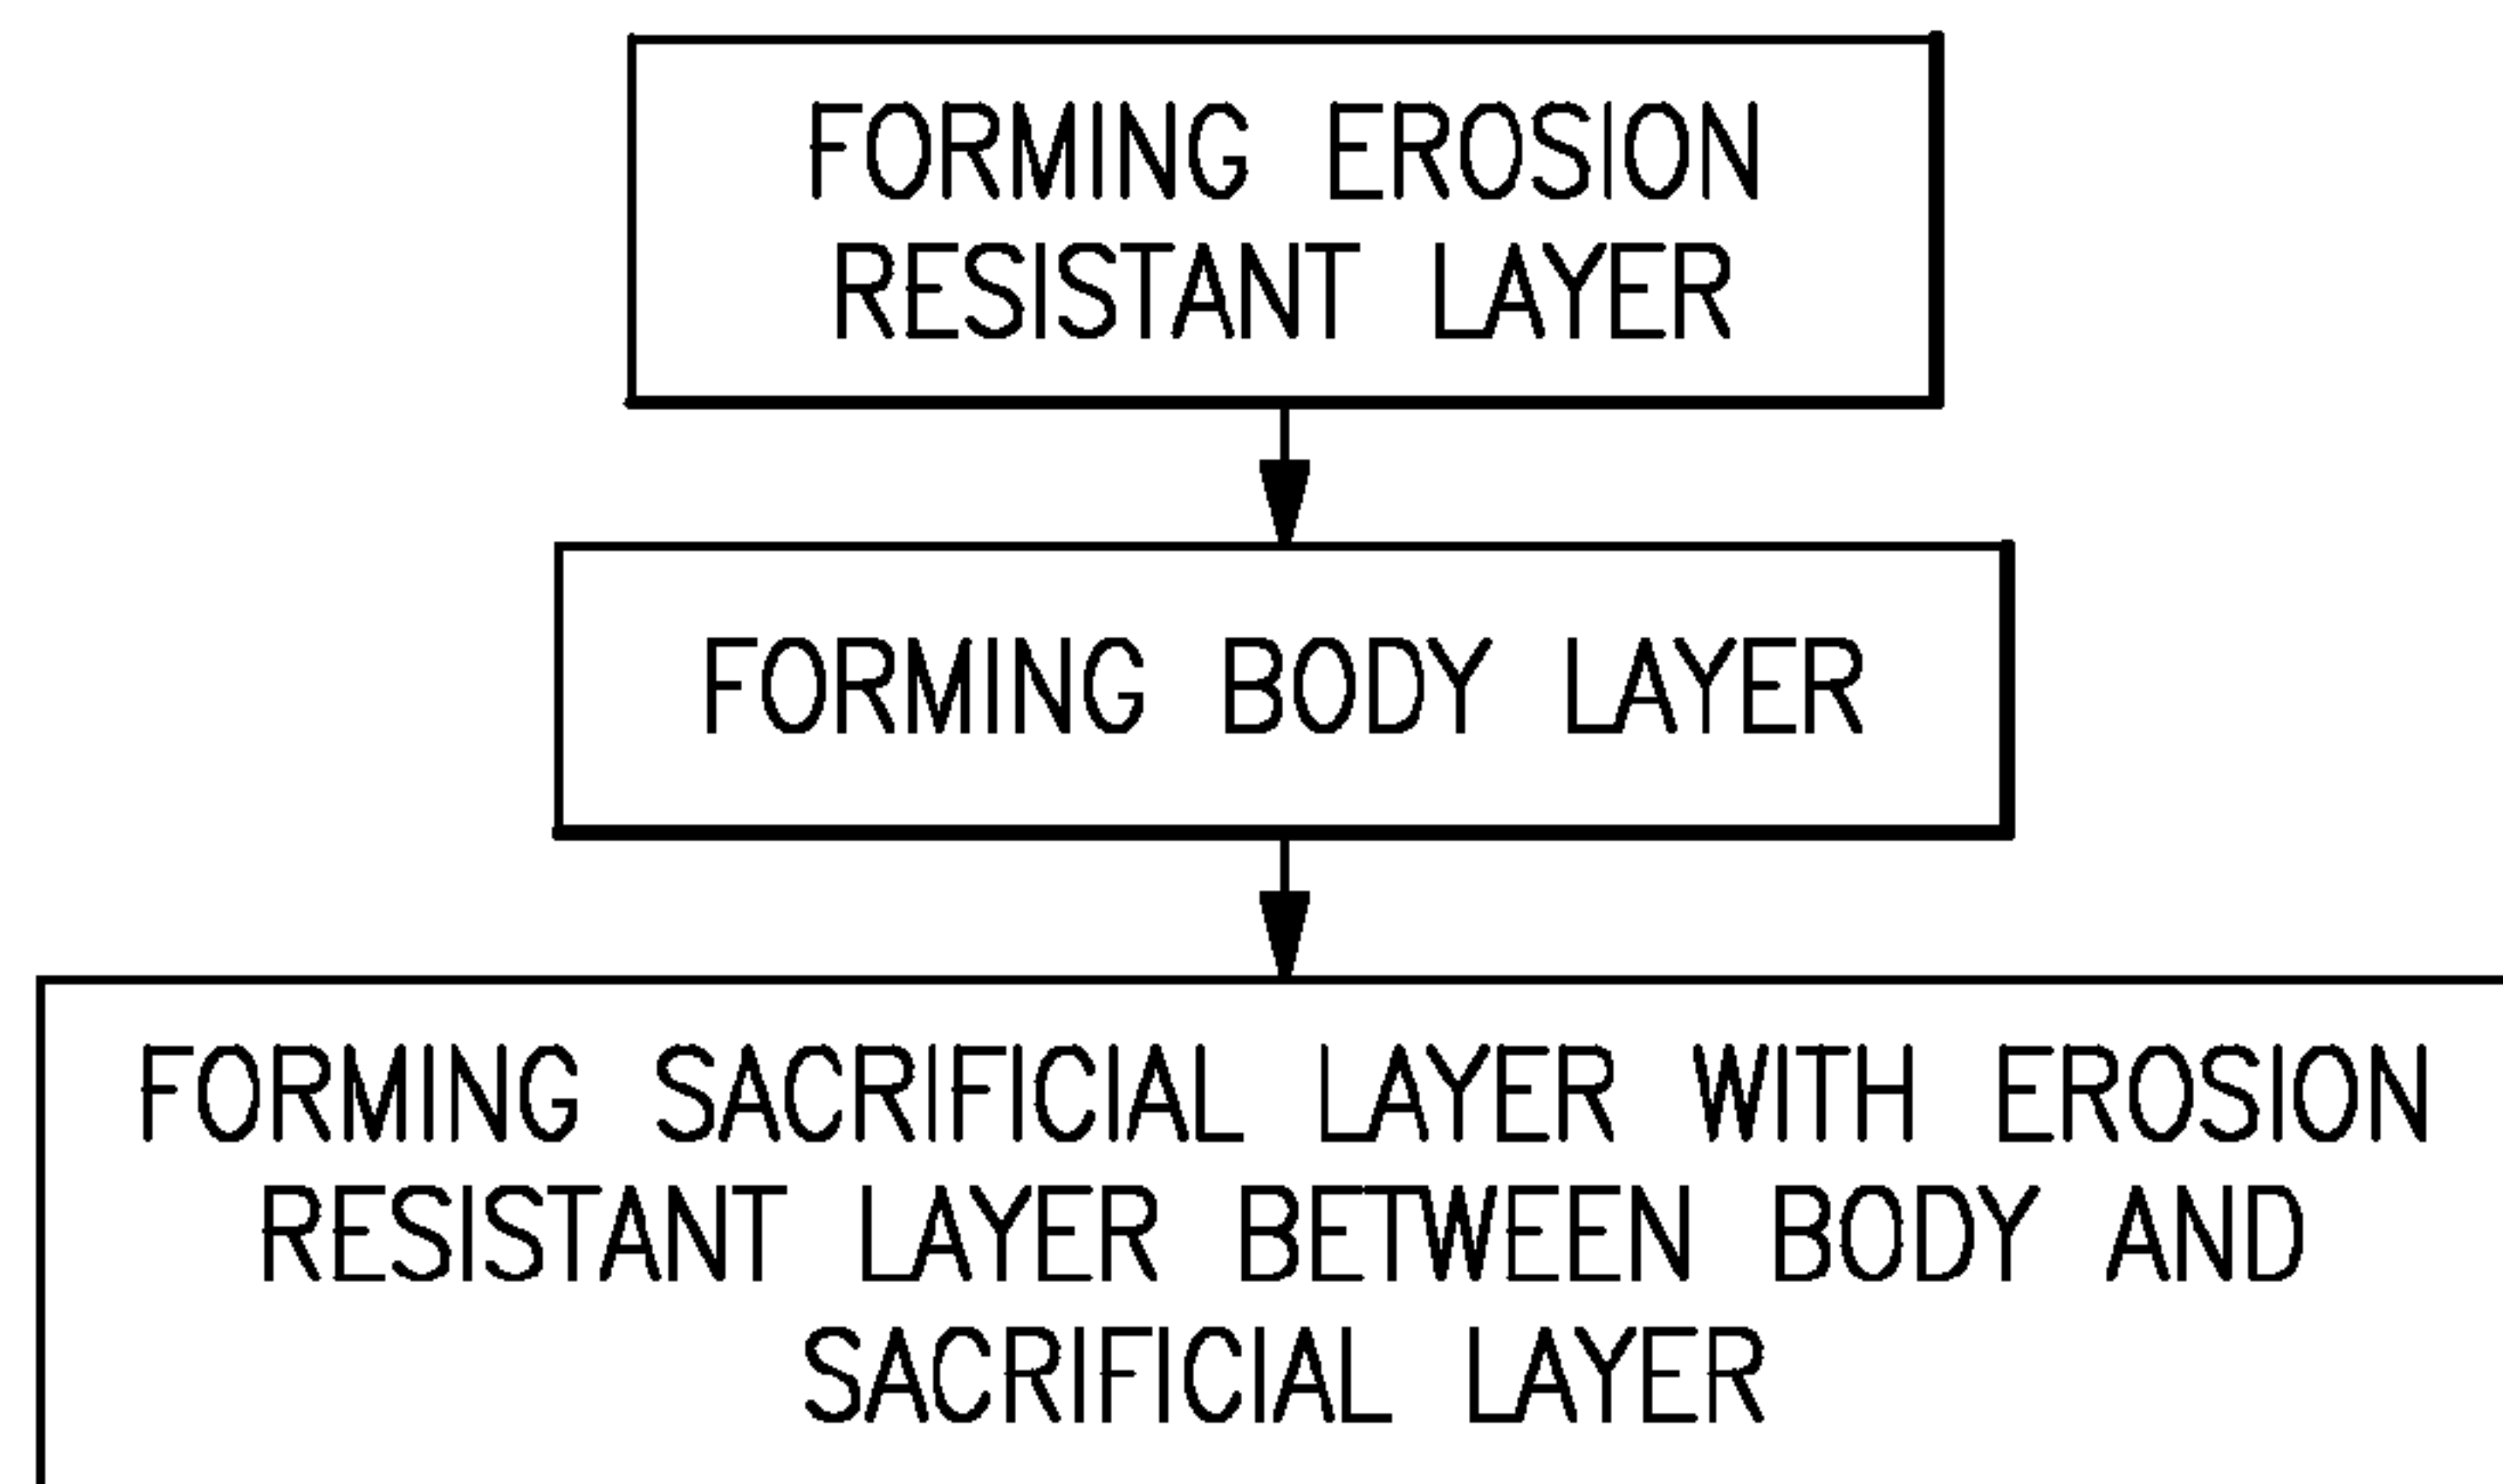 FORMING EROSION
RESISTANT LAYER
FORMING BODY LAYER
FORMING SACRIFICIAL LAYER WITH EROSION
RESISTANT LAYER BETWEEN BODY AND
SACRIFICIAL LAYER